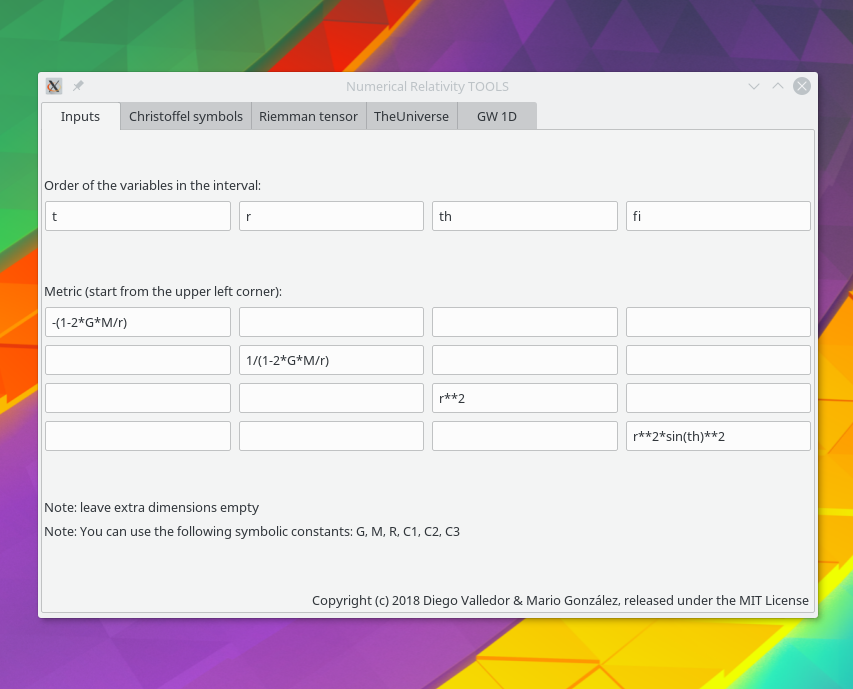 Numerical Relativity TOOLS
Inputs Christoffel symbols Riemman tensor TheUniverse GW 1D
Order of the variables in the interval:
t r th fi
Metric (start from the upper left corner):
-(1-2*G*M/r)
1/(1-2*G*M/r)
r**2
r**2*sin(th)**2
Note: leave extra dimensions empty
Note: You can use the following symbolic constants: G, M, R, C1, C2, C3
Copyright (c) 2018 Diego Valledor & Mario González, released under the MIT License